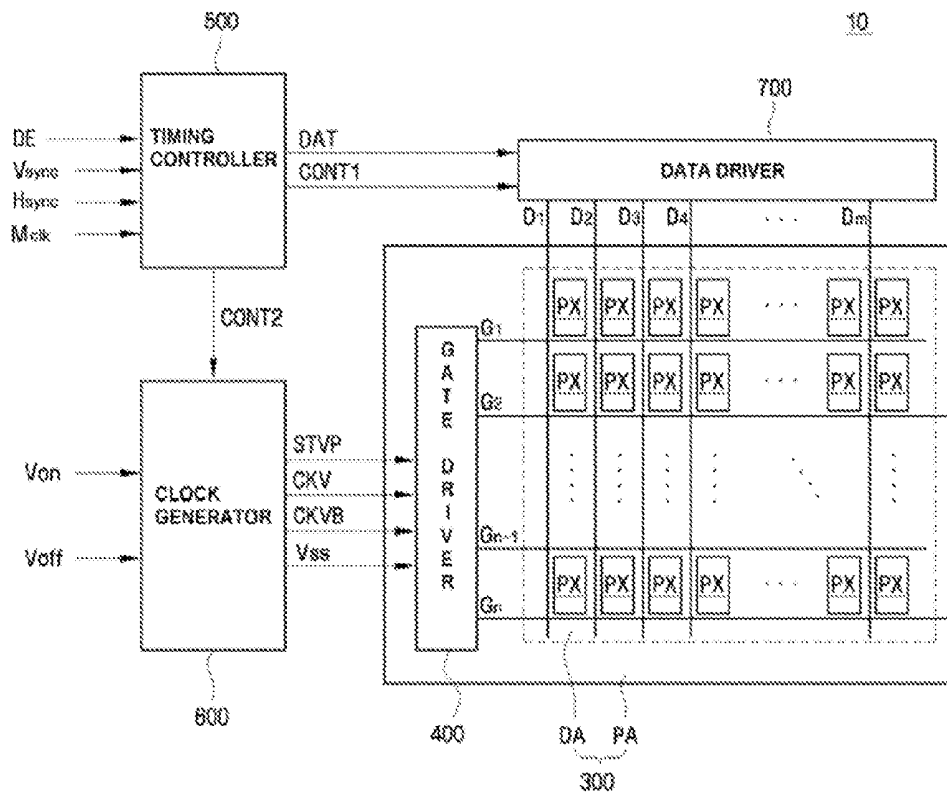 500
10
700
DE
Vsync
Hsync
Mclk
TIMING
CONTROLLER
DAT
CONT1
DATA DRIVER
D1 D2 D3 D4 · · · Dm
CONT2
G1
PX PX PX PX · · · PX PX
G2
PX PX PX PX · · · PX PX
Gn-1
PX PX PX PX · · · PX PX
Gn
GATE DRIVER
Von
Voff
CLOCK
GENERATOR
STVP
CKV
CKVB
Vss
600
400
DA PA
300